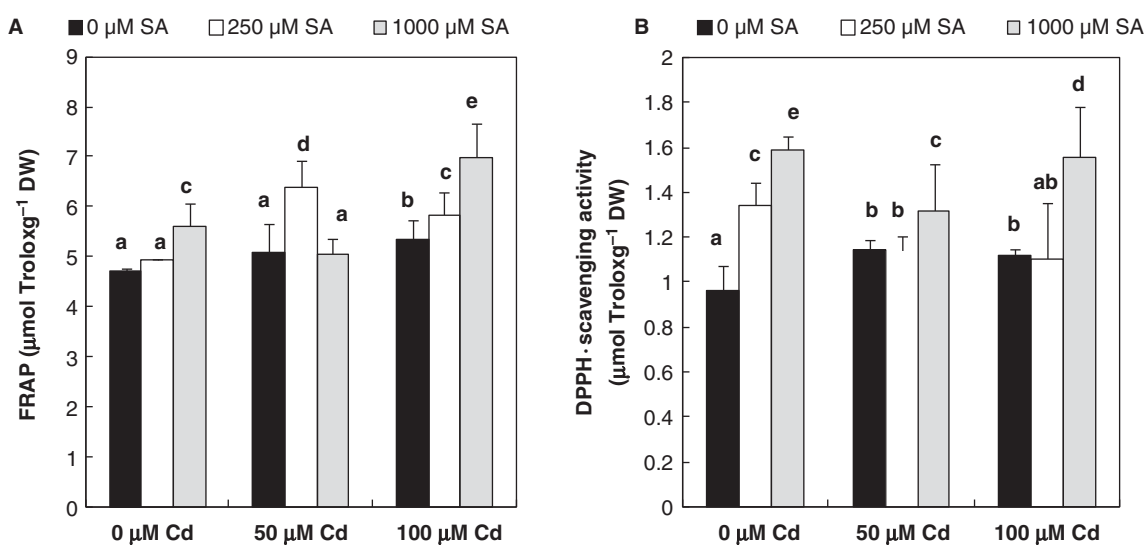 A
0 µM SA 250 µM SA 1000 µM SA
9
8
7
6
5
4
3
2
1
0
FRAP (µmol Troloxg⁻¹ DW)
a a c
a d a
b c e
0 µM Cd 50 µM Cd 100 µM Cd
B
0 µM SA 250 µM SA 1000 µM SA
2
1.8
1.6
1.4
1.2
1
0.8
0.6
0.4
0.2
0
DPPH·scavenging activity
(µmol Troloxg⁻¹ DW)
a c e
b b c
b ab d
0 µM Cd 50 µM Cd 100 µM Cd